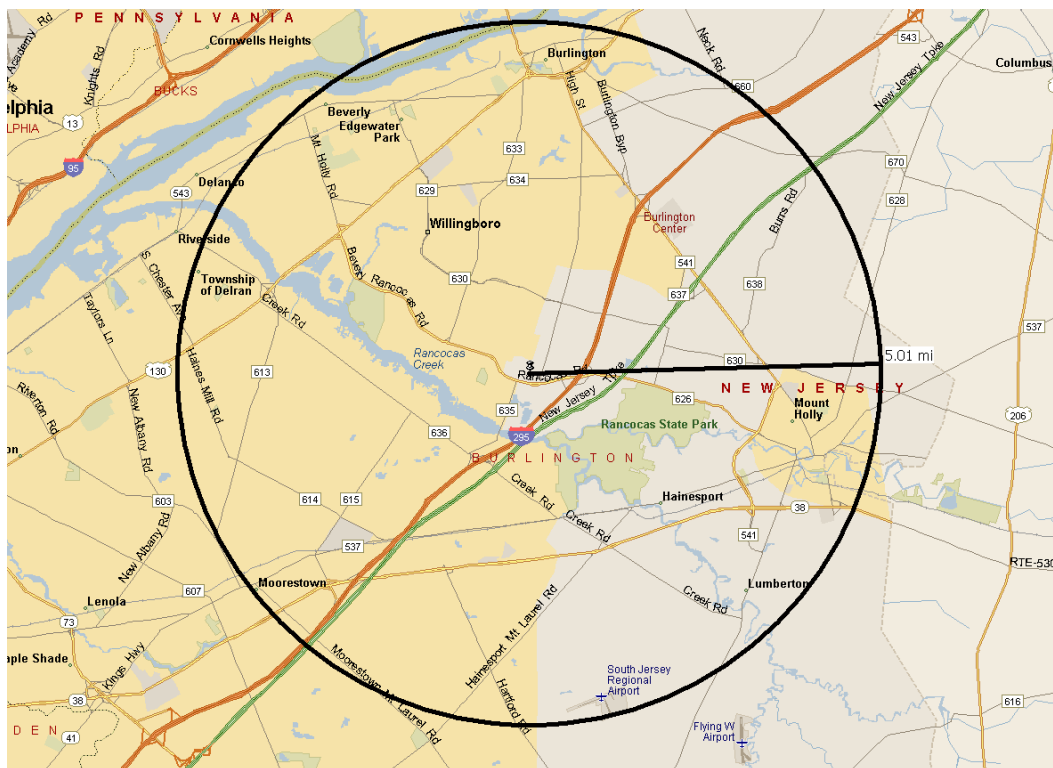 PENNSYLVANIA
Cornwells Heights
Academy Rd
Knights Rd
BUCKS
elphia
ELPHIA
13
95
Burlington
Neck Rd
543
New Jersey Tpke
Columbus
660
High St
Burlington Byp
Beverly
Edgewater
Park
Mt Holly Rd
633
634
629
670
628
Delanco
543
Riverside
Willingboro
Burlington
Center
Burns Rd
S Chester Av
Township
of Delran
Beverly Rancocas Rd
630
541
637
638
Creek Rd
Taylors Ln
Haines Mill Rd
537
130
613
Rancocas
Creek
Rancocas Rd
630
5.01 mi
NEW JERSEY
Riverton Rd
New Albany Rd
635
New Jersey Tpke
626
Mount
Holly
206
636
295
Rancocas State Park
on
BURLINGTON
603
614
615
Creek Rd
Hainesport
38
New Albany Rd
537
Creek Rd
541
RTE-530
607
Moorestown
Lumberton
Lenola
Creek Rd
73
Hainesport Mt Laurel Rd
aple Shade
Kings Hwy
Moorestown Mt Laurel Rd
Hartford Rd
South Jersey
Regional
Airport
38
616
DEN
41
Flying W
Airport